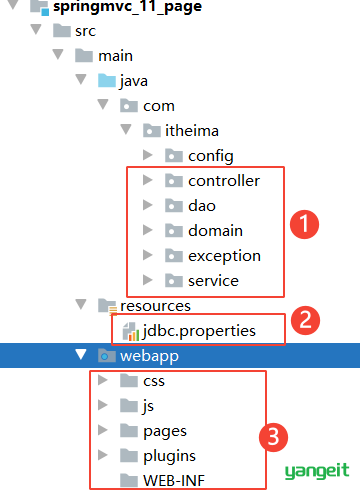 springmvc_11_page
src
main
java
com
itheima
config
controller
dao
domain
exception
service
1
resources
jdbc.properties
2
webapp
css
js
pages
plugins
WEB-INF
3
yangeit